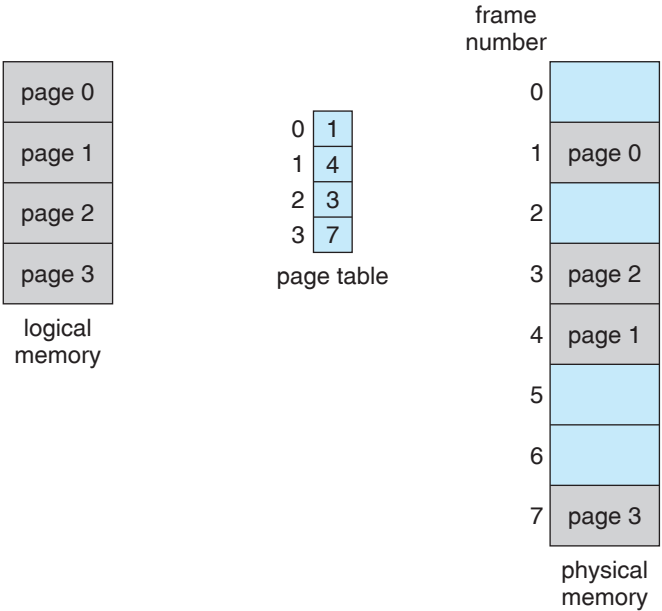 page 0
page 1
page 2
page 3
logical
memory
0 1
1 4
2 3
3 7
page table
frame
number
0
1 page 0
2
3 page 2
4 page 1
5
6
7 page 3
physical
memory